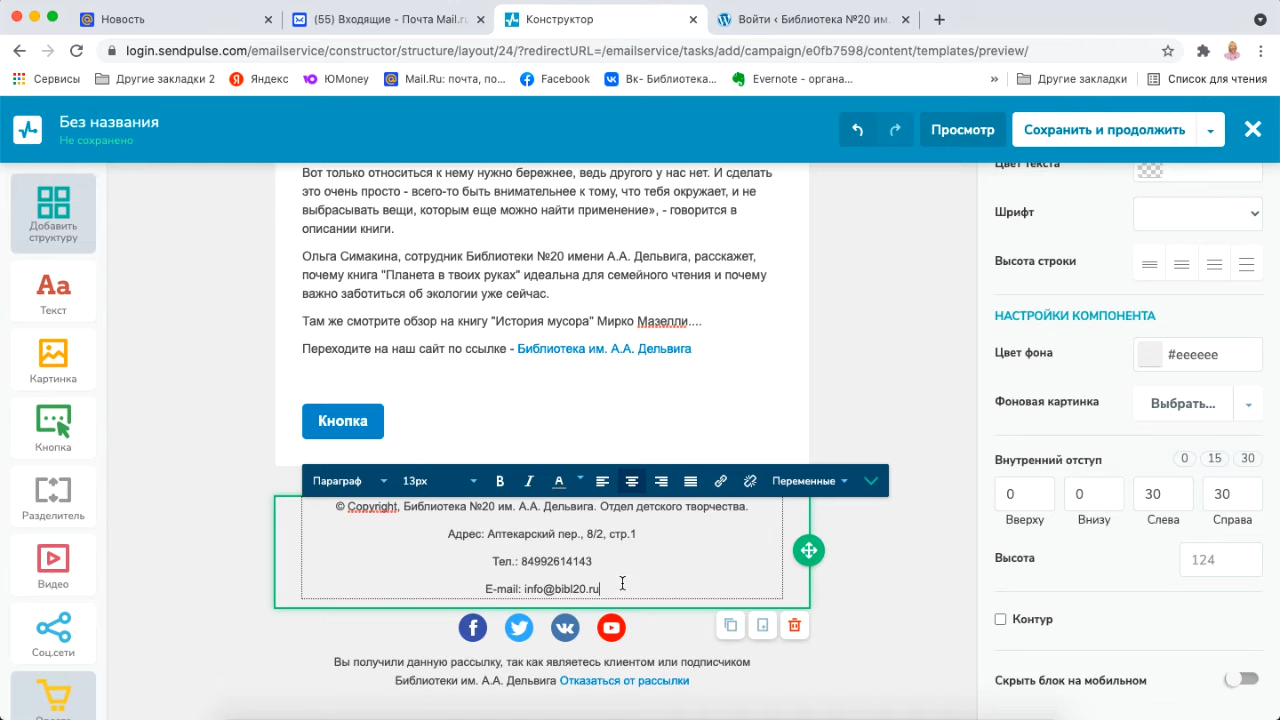 Новость
(55) Входящие - Почта Mail.ru
Конструктор
Войти ‹ Библиотека №20 им.
login.sendpulse.com/emailservice/constructor/structure/layout/24/?redirectURL=/emailservice/tasks/add/campaign/e0fb7598/content/templates/preview/
Сервисы
Другие закладки 2
Яндекс
ЮMoney
Mail.Ru: почта, по...
Facebook
Вк- Библиотека...
Evernote - органа...
»
Другие закладки
Список для чтения
Без названия
Не сохранено
Просмотр
Сохранить и продолжить
Добавить
структуру
Aa
Текст
Картинка
Кнопка
Разделитель
Видео
Соц.сети
Вот только относиться к нему нужно бережнее, ведь другого у нас нет. И сделать
это очень просто - всего-то быть внимательнее к тому, что тебя окружает, и не
выбрасывать вещи, которым еще можно найти применение», - говорится в
описании книги.
Ольга Симакина, сотрудник Библиотеки №20 имени А.А. Дельвига, расскажет,
почему книга "Планета в твоих руках" идеальна для семейного чтения и почему
важно заботиться об экологии уже сейчас.
Там же смотрите обзор на книгу "История мусора" Мирко Мазелли....
Переходите на наш сайт по ссылке - Библиотека им. А.А. Дельвига
Кнопка
Параграф
13px
B
I
A
Переменные
© Copyright, Библиотека №20 им. А.А. Дельвига. Отдел детского творчества.
Адрес: Аптекарский пер., 8/2, стр.1
Тел.: 84992614143
E-mail: info@bibl20.ru
Вы получили данную рассылку, так как являетесь клиентом или подписчиком
Библиотеки им. А.А. Дельвига Отказаться от рассылки
Цвет текста
Шрифт
Высота строки
НАСТРОЙКИ КОМПОНЕНТА
Цвет фона
#eeeeee
Фоновая картинка
Выбрать...
Внутренний отступ
0 15 30
0 0 30 30
Вверху Внизу Слева Справа
Высота
124
Контур
Скрыть блок на мобильном